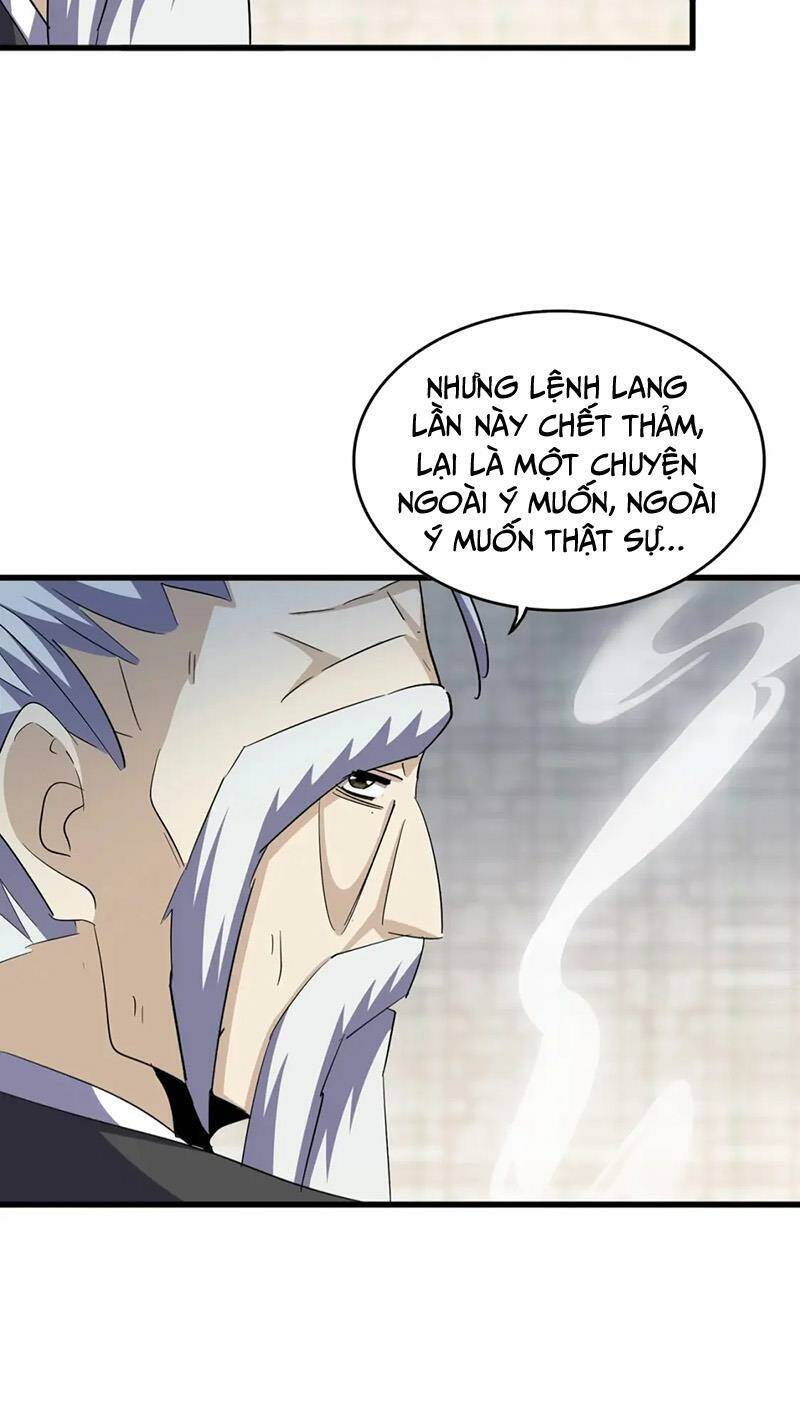 NHƯNG LỆNH LANG
LẦN NÀY CHẾT THẢM,
LẠI LÀ MỘT CHUYỆN
NGOÀI Ý MUỐN, NGOÀI
Ý MUỐN THẬT SỰ...